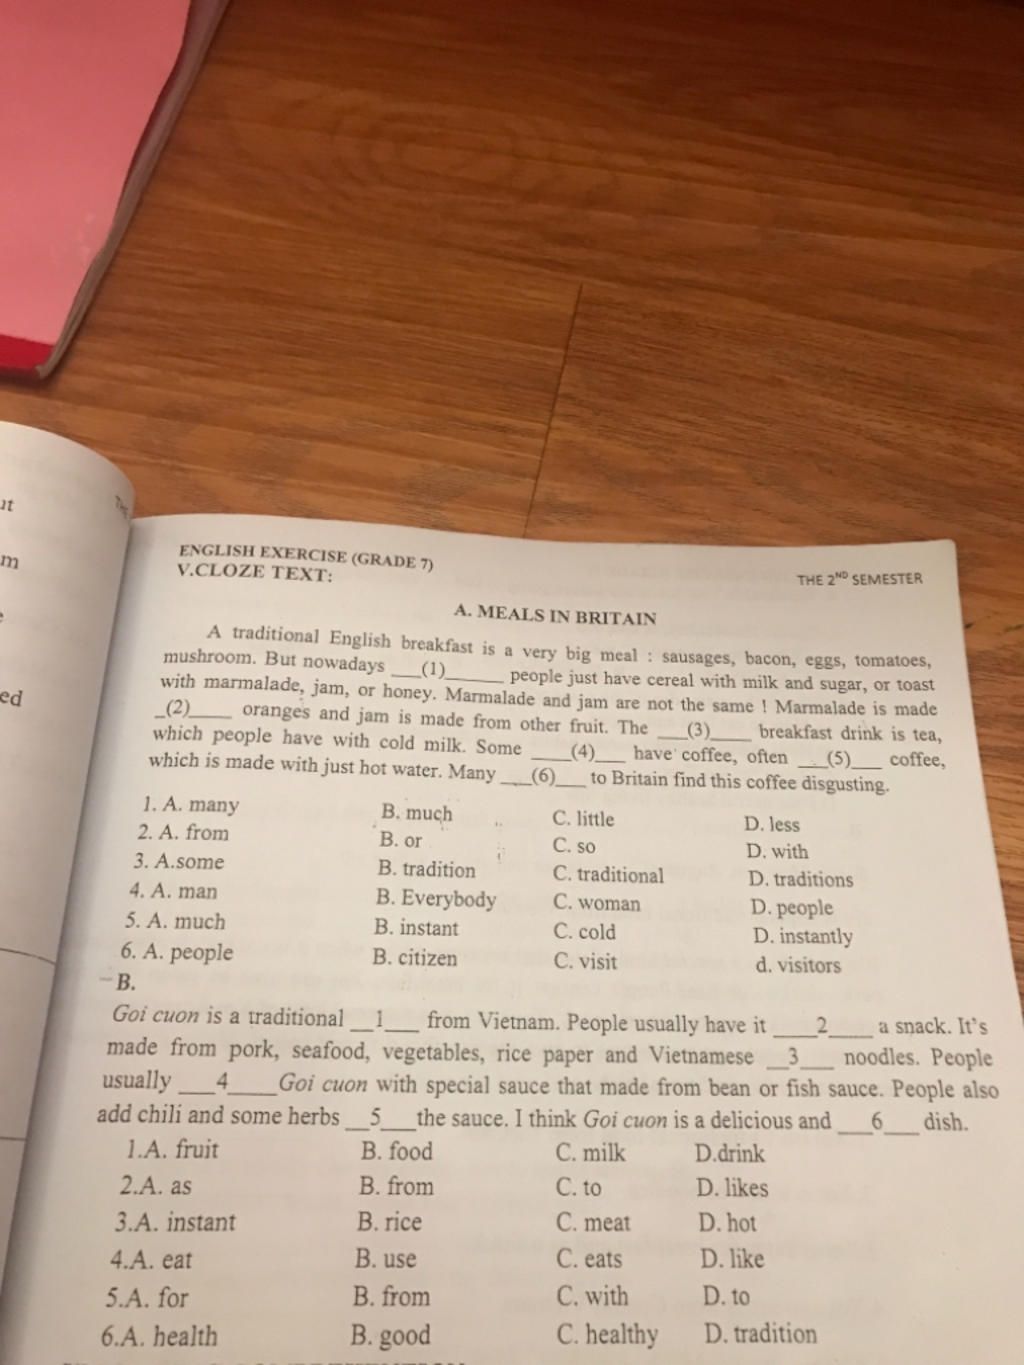 ut
m
ed
THE
ENGLISH EXERCISE (GRADE 7)
THE 2ND SEMESTER
V.CLOZE TEXT:
A. MEALS IN BRITAIN
A traditional English breakfast is a very big meal : sausages, bacon, eggs, tomatoes,
mushroom. But nowadays ___(1)______ people just have cereal with milk and sugar, or toast
with marmalade, jam, or honey. Marmalade and jam are not the same ! Marmalade is made
_(2)____ oranges and jam is made from other fruit. The ___(3)____ breakfast drink is tea,
which people have with cold milk. Some ____(4)___ have coffee, often ___(5)___ coffee,
which is made with just hot water. Many ___(6)___ to Britain find this coffee disgusting.
1. A. many B. much C. little D. less
2. A. from B. or C. so D. with
3. A.some B. tradition C. traditional D. traditions
4. A. man B. Everybody C. woman D. people
5. A. much B. instant C. cold D. instantly
6. A. people B. citizen C. visit d. visitors
B.
Goi cuon is a traditional __1___ from Vietnam. People usually have it ____2____ a snack. It's
made from pork, seafood, vegetables, rice paper and Vietnamese __3___ noodles. People
usually ___4____Goi cuon with special sauce that made from bean or fish sauce. People also
add chili and some herbs __5___the sauce. I think Goi cuon is a delicious and ___6___ dish.
1.A. fruit B. food C. milk D.drink
2.A. as B. from C. to D. likes
3.A. instant B. rice C. meat D. hot
4.A. eat B. use C. eats D. like
5.A. for B. from C. with D. to
6.A. health B. good C. healthy D. tradition